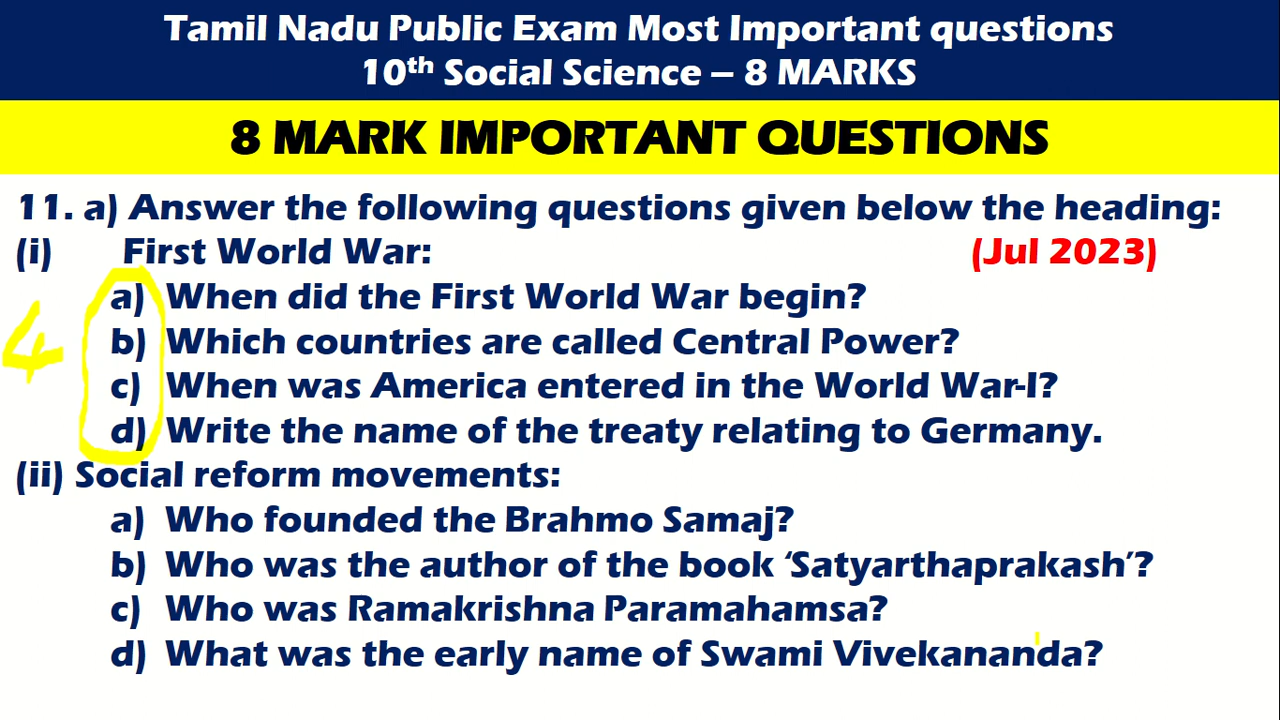 Tamil Nadu Public Exam Most Important questions
10th Social Science – 8 MARKS
8 MARK IMPORTANT QUESTIONS
11. a) Answer the following questions given below the heading:
(i) First World War: (Jul 2023)
a) When did the First World War begin?
4
b) Which countries are called Central Power?
c) When was America entered in the World War-I?
d) Write the name of the treaty relating to Germany.
(ii) Social reform movements:
a) Who founded the Brahmo Samaj?
b) Who was the author of the book ‘Satyarthaprakash’?
c) Who was Ramakrishna Paramahamsa?
d) What was the early name of Swami Vivekananda?